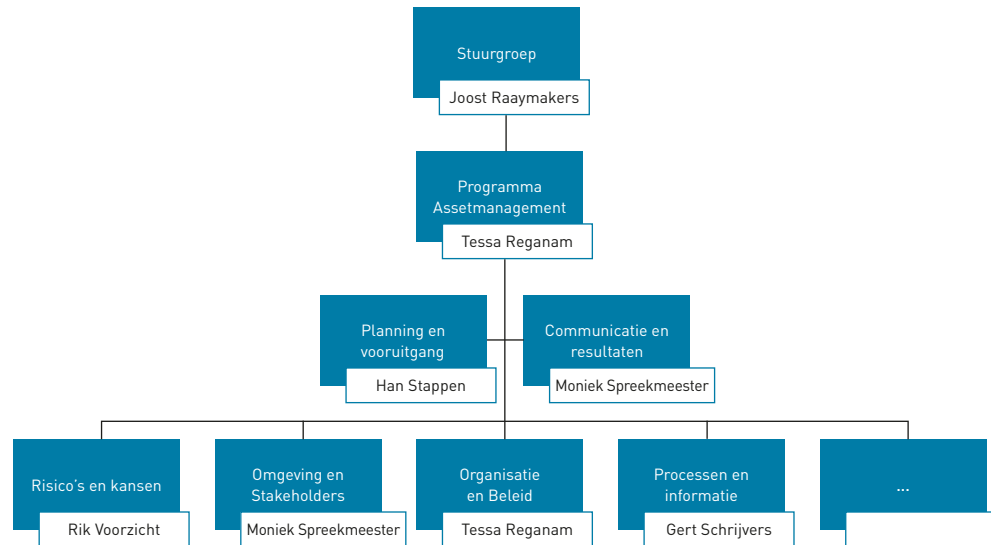 Stuurgroep
Joost Raaymakers
Programma
Assetmanagement
Tessa Reganam
Planning en
vooruitgang
Han Stappen
Communicatie en
resultaten
Moniek Spreekmeester
Risico's en kansen
Rik Voorzicht
Omgeving en
Stakeholders
Moniek Spreekmeester
Organisatie
en Beleid
Tessa Reganam
Processen en
informatie
Gert Schrijvers
...